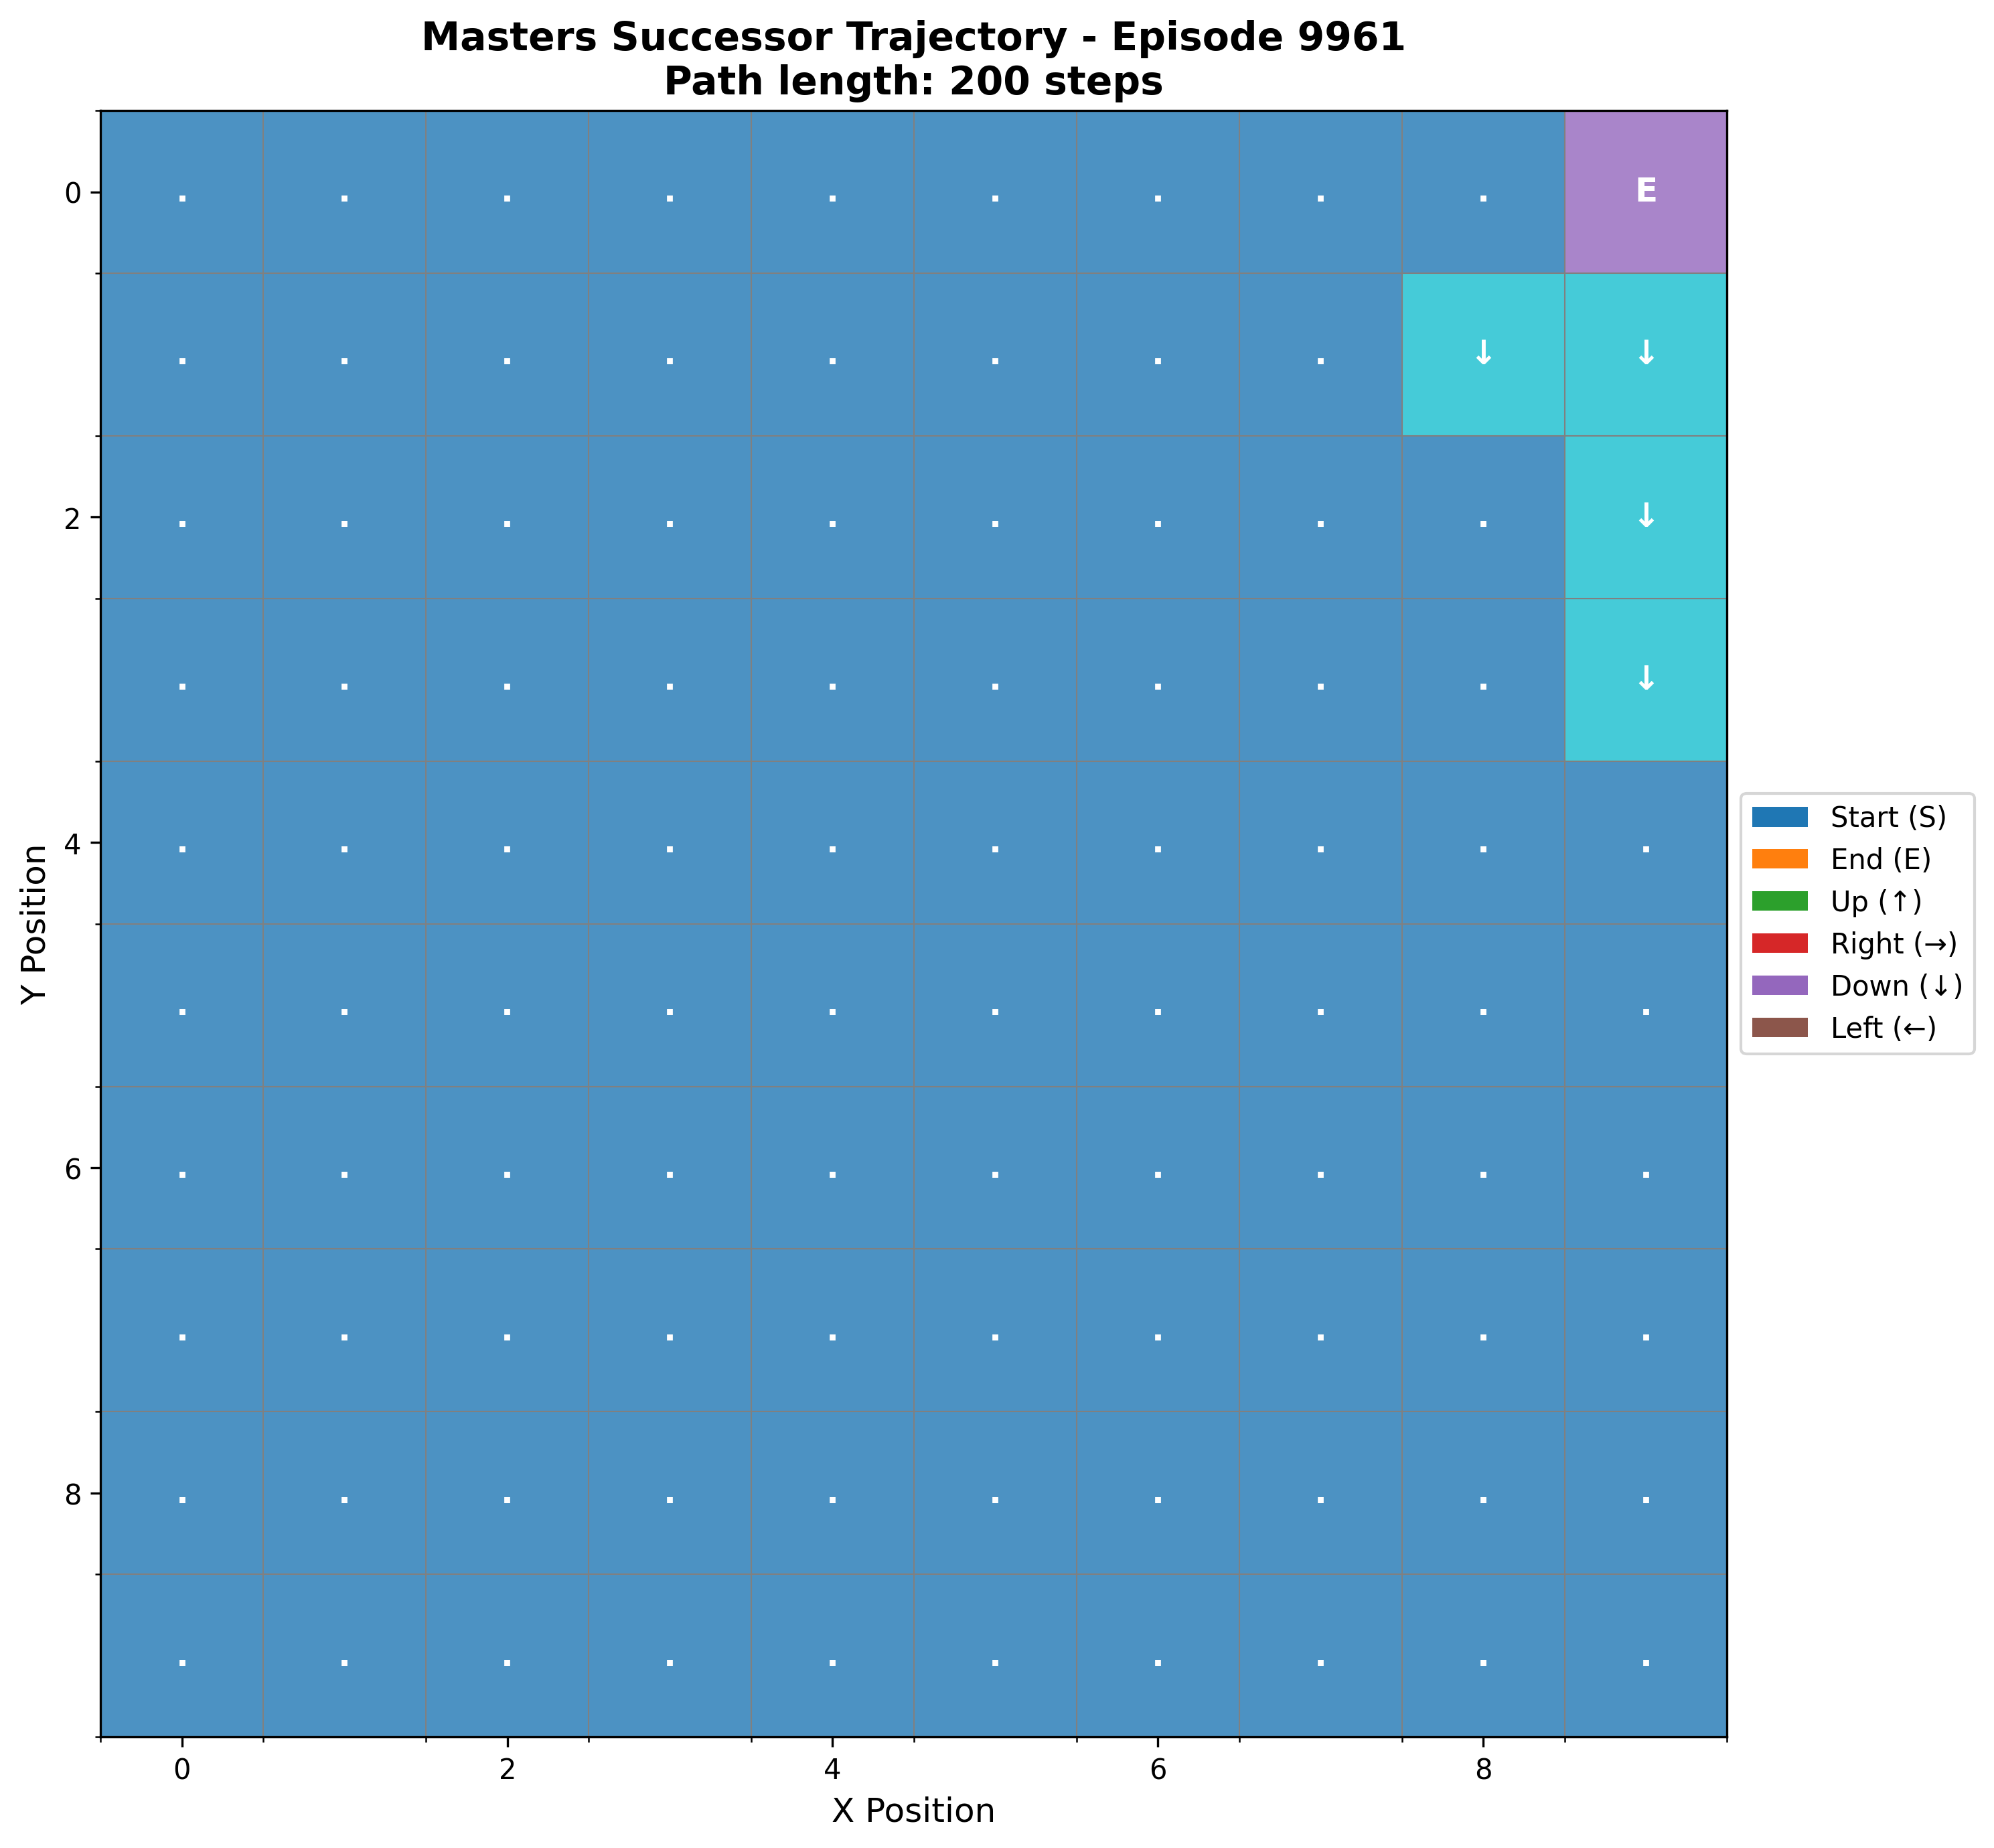 Masters Successor Trajectory - Episode 9961
Path length: 200 steps
0
E
↓ ↓
2
↓
↓
4
6
8
0 2 4 6 8
X Position
Y Position
Start (S)
End (E)
Up (↑)
Right (→)
Down (↓)
Left (←)